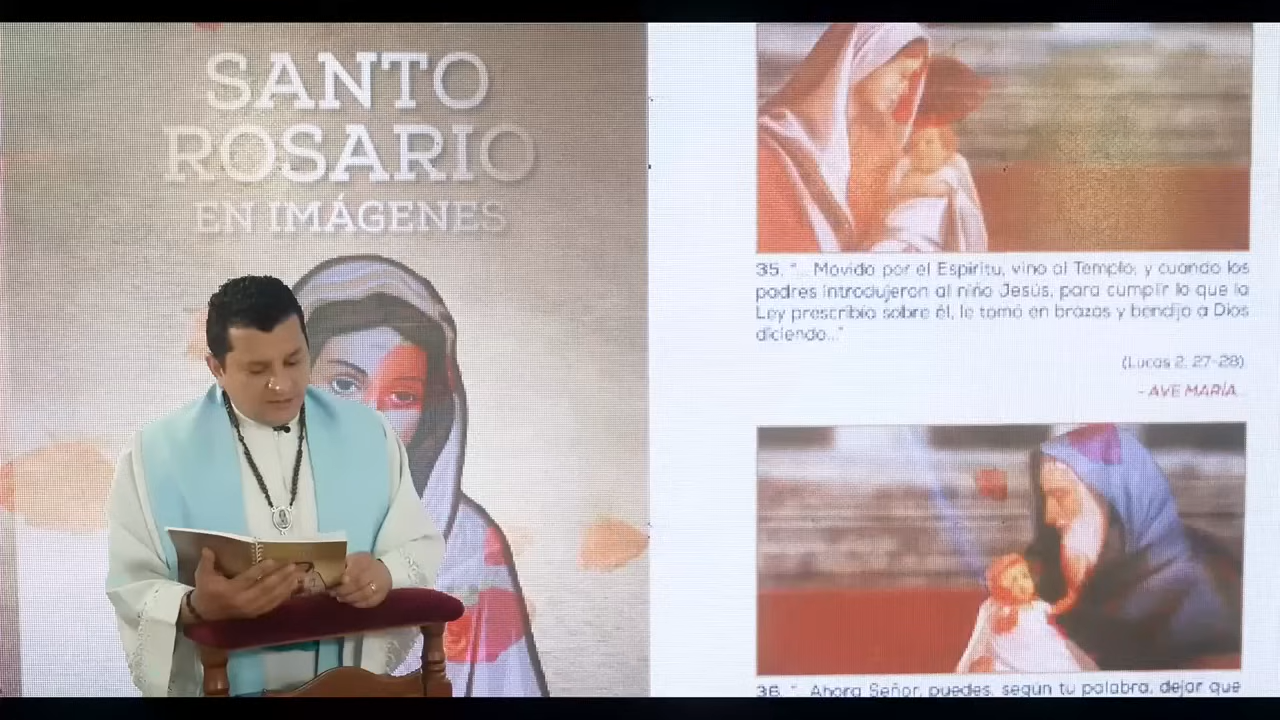 SANTO
ROSARIO
EN IMÁGENES
35. "... Movido por el Espíritu, vino al Templo; y cuando los
padres introdujeron al niño Jesús, para cumplir lo que la
Ley prescribía sobre él, le tomó en brazos y bendijo a Dios
diciendo..."
(Lucas 2, 27-28)
- AVE MARÍA
36. "... Ahora Señor, puedes, según tu palabra, dejar que